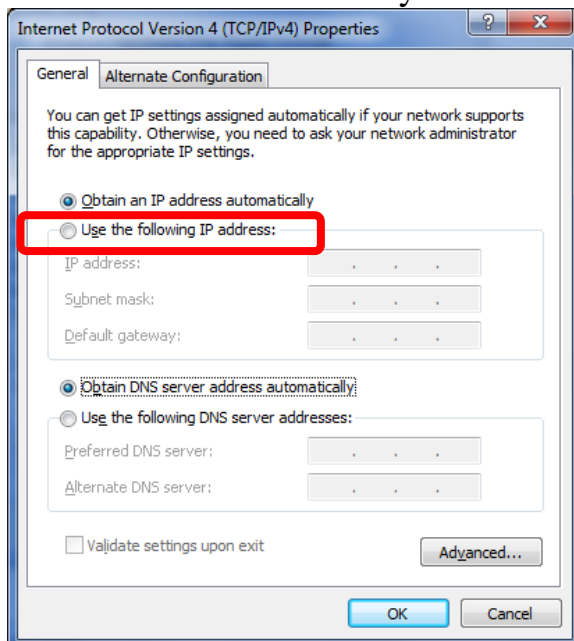 Internet Protocol Version 4 (TCP/IPv4) Properties
General Alternate Configuration
You can get IP settings assigned automatically if your network supports
this capability. Otherwise, you need to ask your network administrator
for the appropriate IP settings.
Obtain an IP address automatically
Use the following IP address:
IP address:
Subnet mask:
Default gateway:
Obtain DNS server address automatically
Use the following DNS server addresses:
Preferred DNS server:
Alternate DNS server:
Validate settings upon exit
Advanced...
OK Cancel